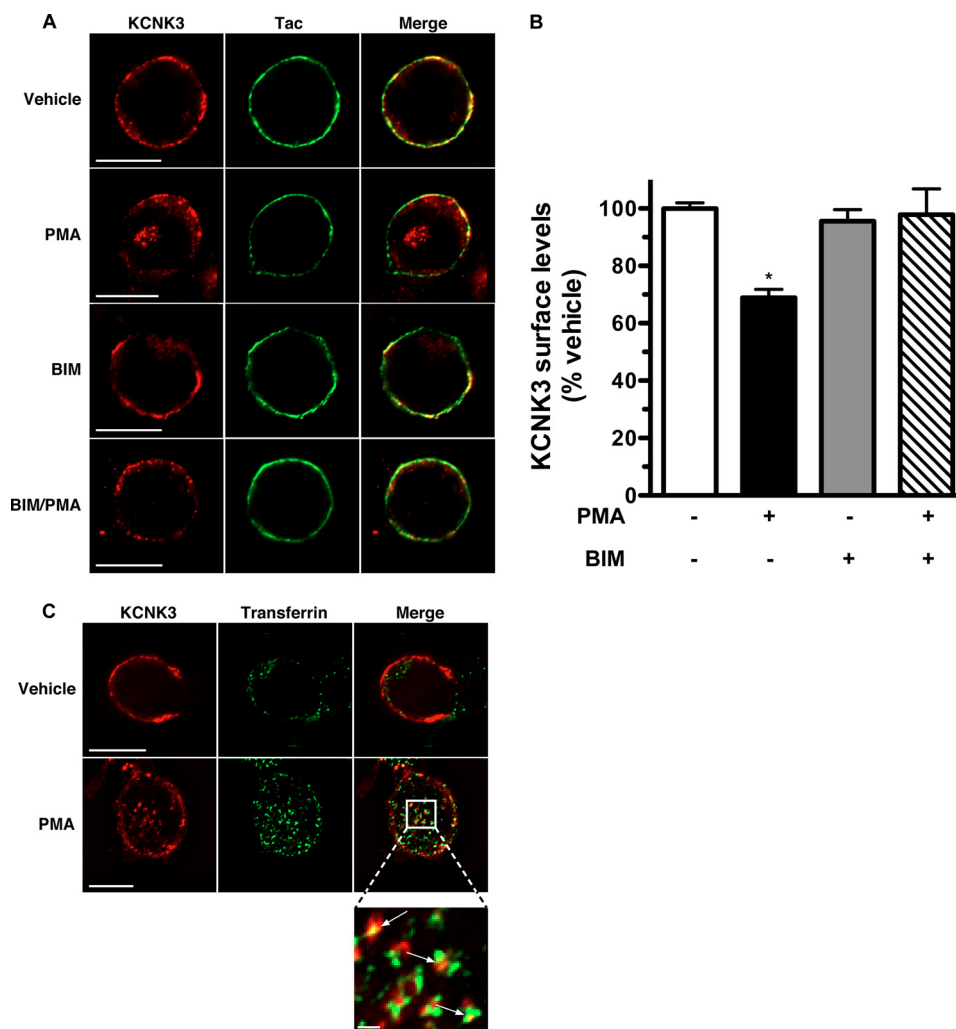 A
KCNK3 Tac Merge
Vehicle
PMA
BIM
BIM/PMA
B
KCNK3 surface levels
(% vehicle)
100
80
60
40
20
0
*
PMA - + - +
BIM - - + +
C
KCNK3 Transferrin Merge
Vehicle
PMA